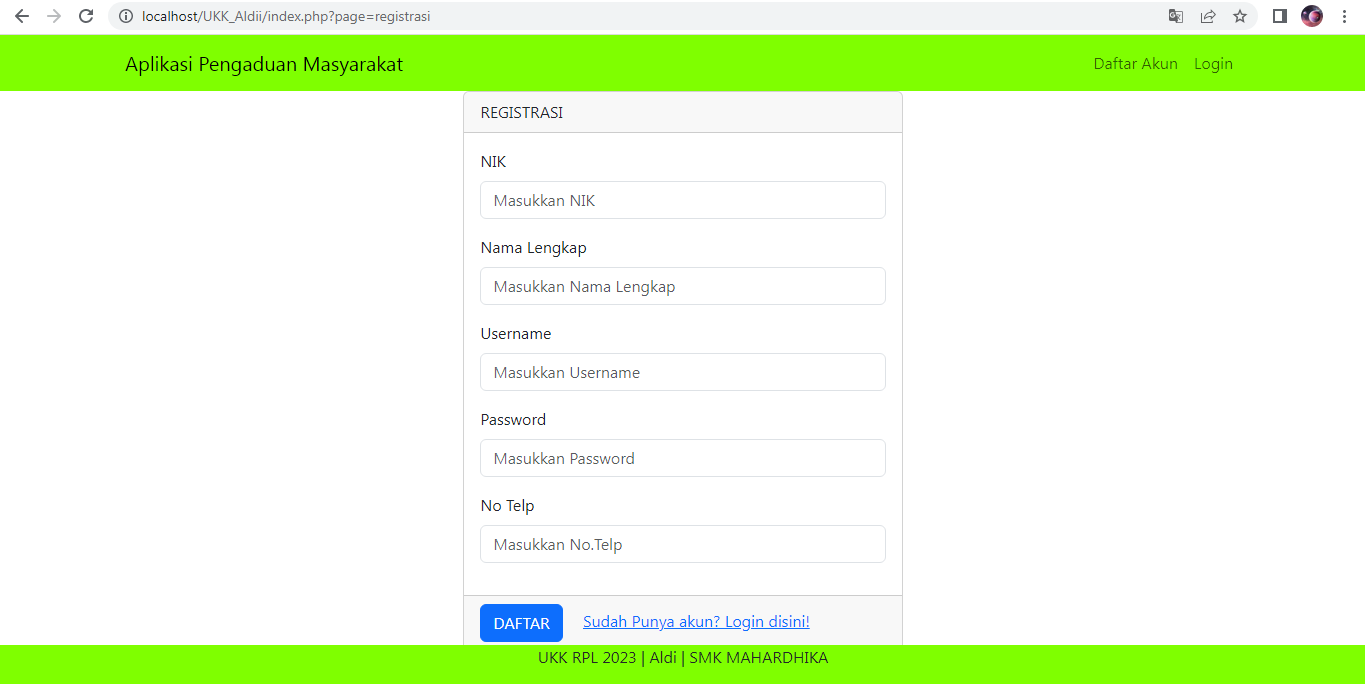 localhost/UKK_Aldii/index.php?page=registrasi
Aplikasi Pengaduan Masyarakat Daftar Akun Login
REGISTRASI
NIK
Masukkan NIK
Nama Lengkap
Masukkan Nama Lengkap
Username
Masukkan Username
Password
Masukkan Password
No Telp
Masukkan No.Telp
DAFTAR Sudah Punya akun? Login disini!
UKK RPL 2023 | Aldi | SMK MAHARDHIKA